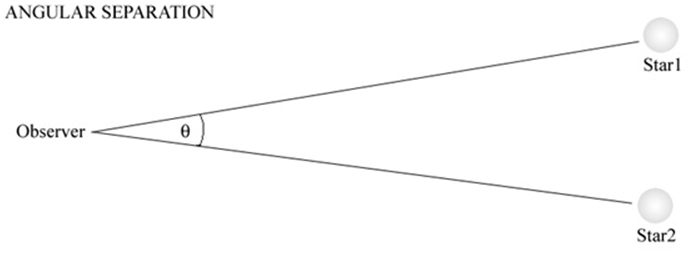 ANGULAR SEPARATION
Star1
Observer
θ
Star2